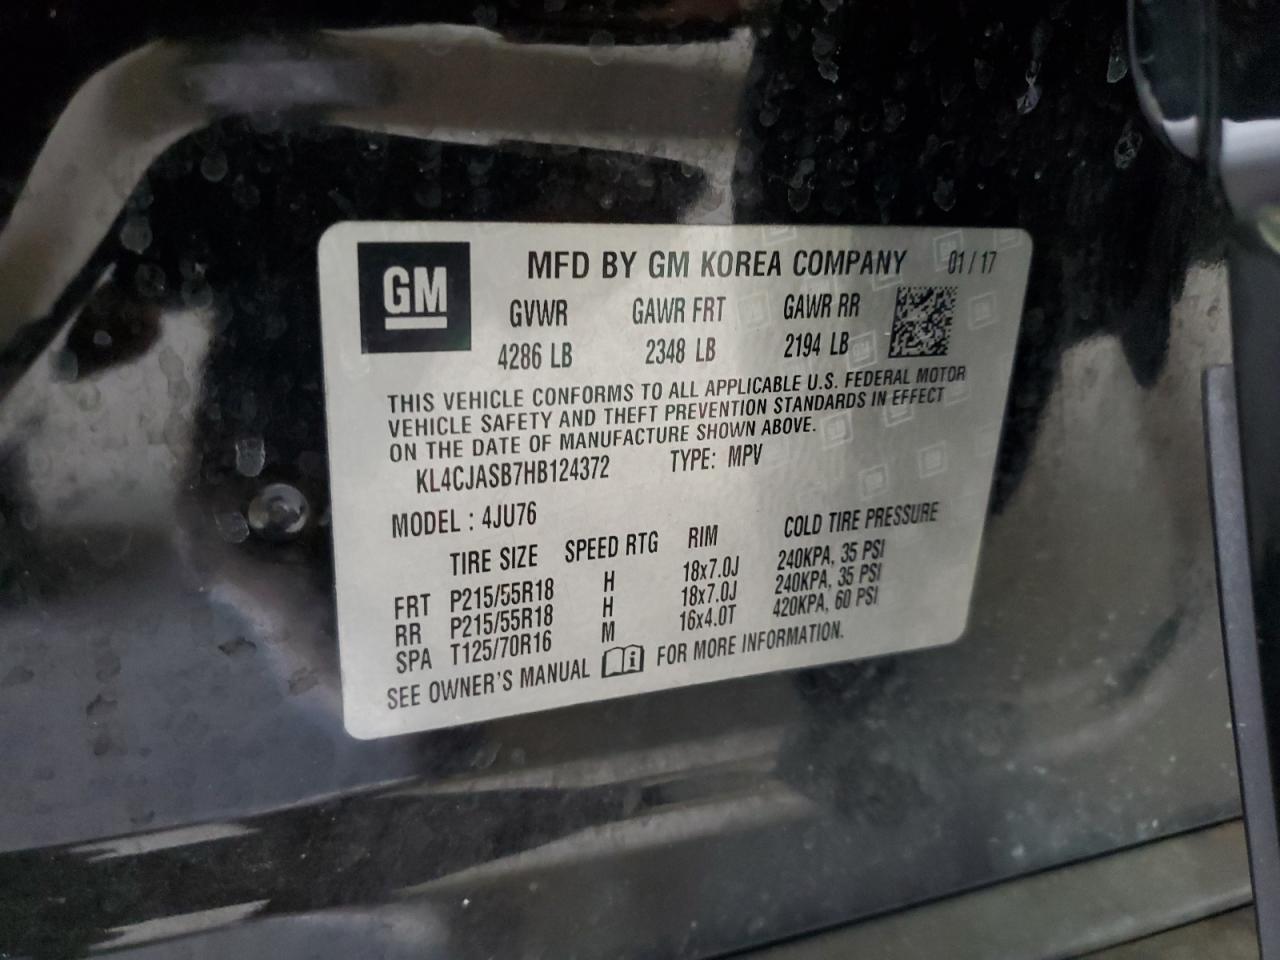 GM
MFD BY GM KOREA COMPANY 01/17
GVWR GAWR FRT GAWR RR
4286 LB 2348 LB 2194 LB
THIS VEHICLE CONFORMS TO ALL APPLICABLE U.S. FEDERAL MOTOR
VEHICLE SAFETY AND THEFT PREVENTION STANDARDS IN EFFECT
ON THE DATE OF MANUFACTURE SHOWN ABOVE.
KL4CJASB7HB124372 TYPE: MPV
MODEL : 4JU76
TIRE SIZE SPEED RTG RIM COLD TIRE PRESSURE
FRT P215/55R18 H 18x7.0J 240KPA, 35 PSI
RR P215/55R18 H 18x7.0J 240KPA, 35 PSI
SPA T125/70R16 M 16x4.0T 420KPA, 60 PSI
SEE OWNER'S MANUAL FOR MORE INFORMATION.